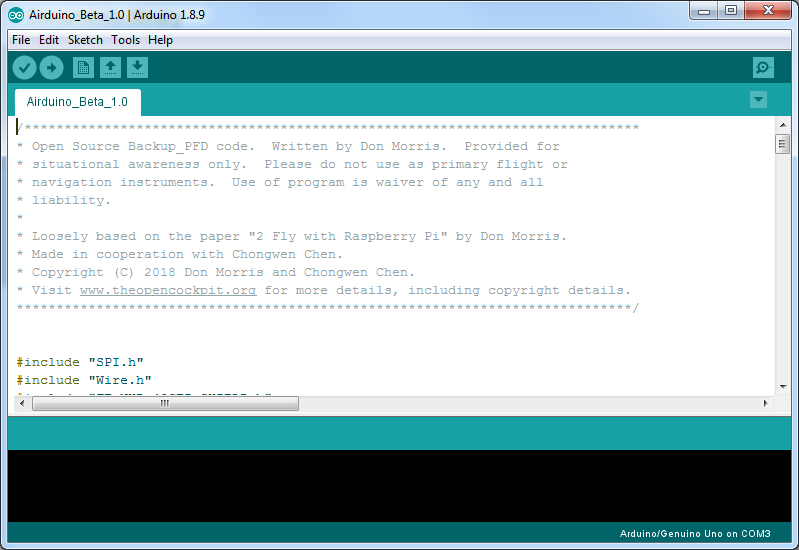 Airduino_Beta_1.0 | Arduino 1.8.9
File Edit Sketch Tools Help
Airduino_Beta_1.0
/*****************************************************************************
* Open Source Backup_PFD code.  Written by Don Morris.  Provided for
* situational awareness only.  Please do not use as primary flight or
* navigation instruments.  Use of program is waiver of any and all
* liability.
*
* Loosely based on the paper "2 Fly with Raspberry Pi" by Don Morris.
* Made in cooperation with Chongwen Chen.
* Copyright (C) 2018 Don Morris and Chongwen Chen.
* Visit www.theopencockpit.org for more details, including copyright details.
*****************************************************************************/
#include "SPI.h"
#include "Wire.h"
Arduino/Genuino Uno on COM3